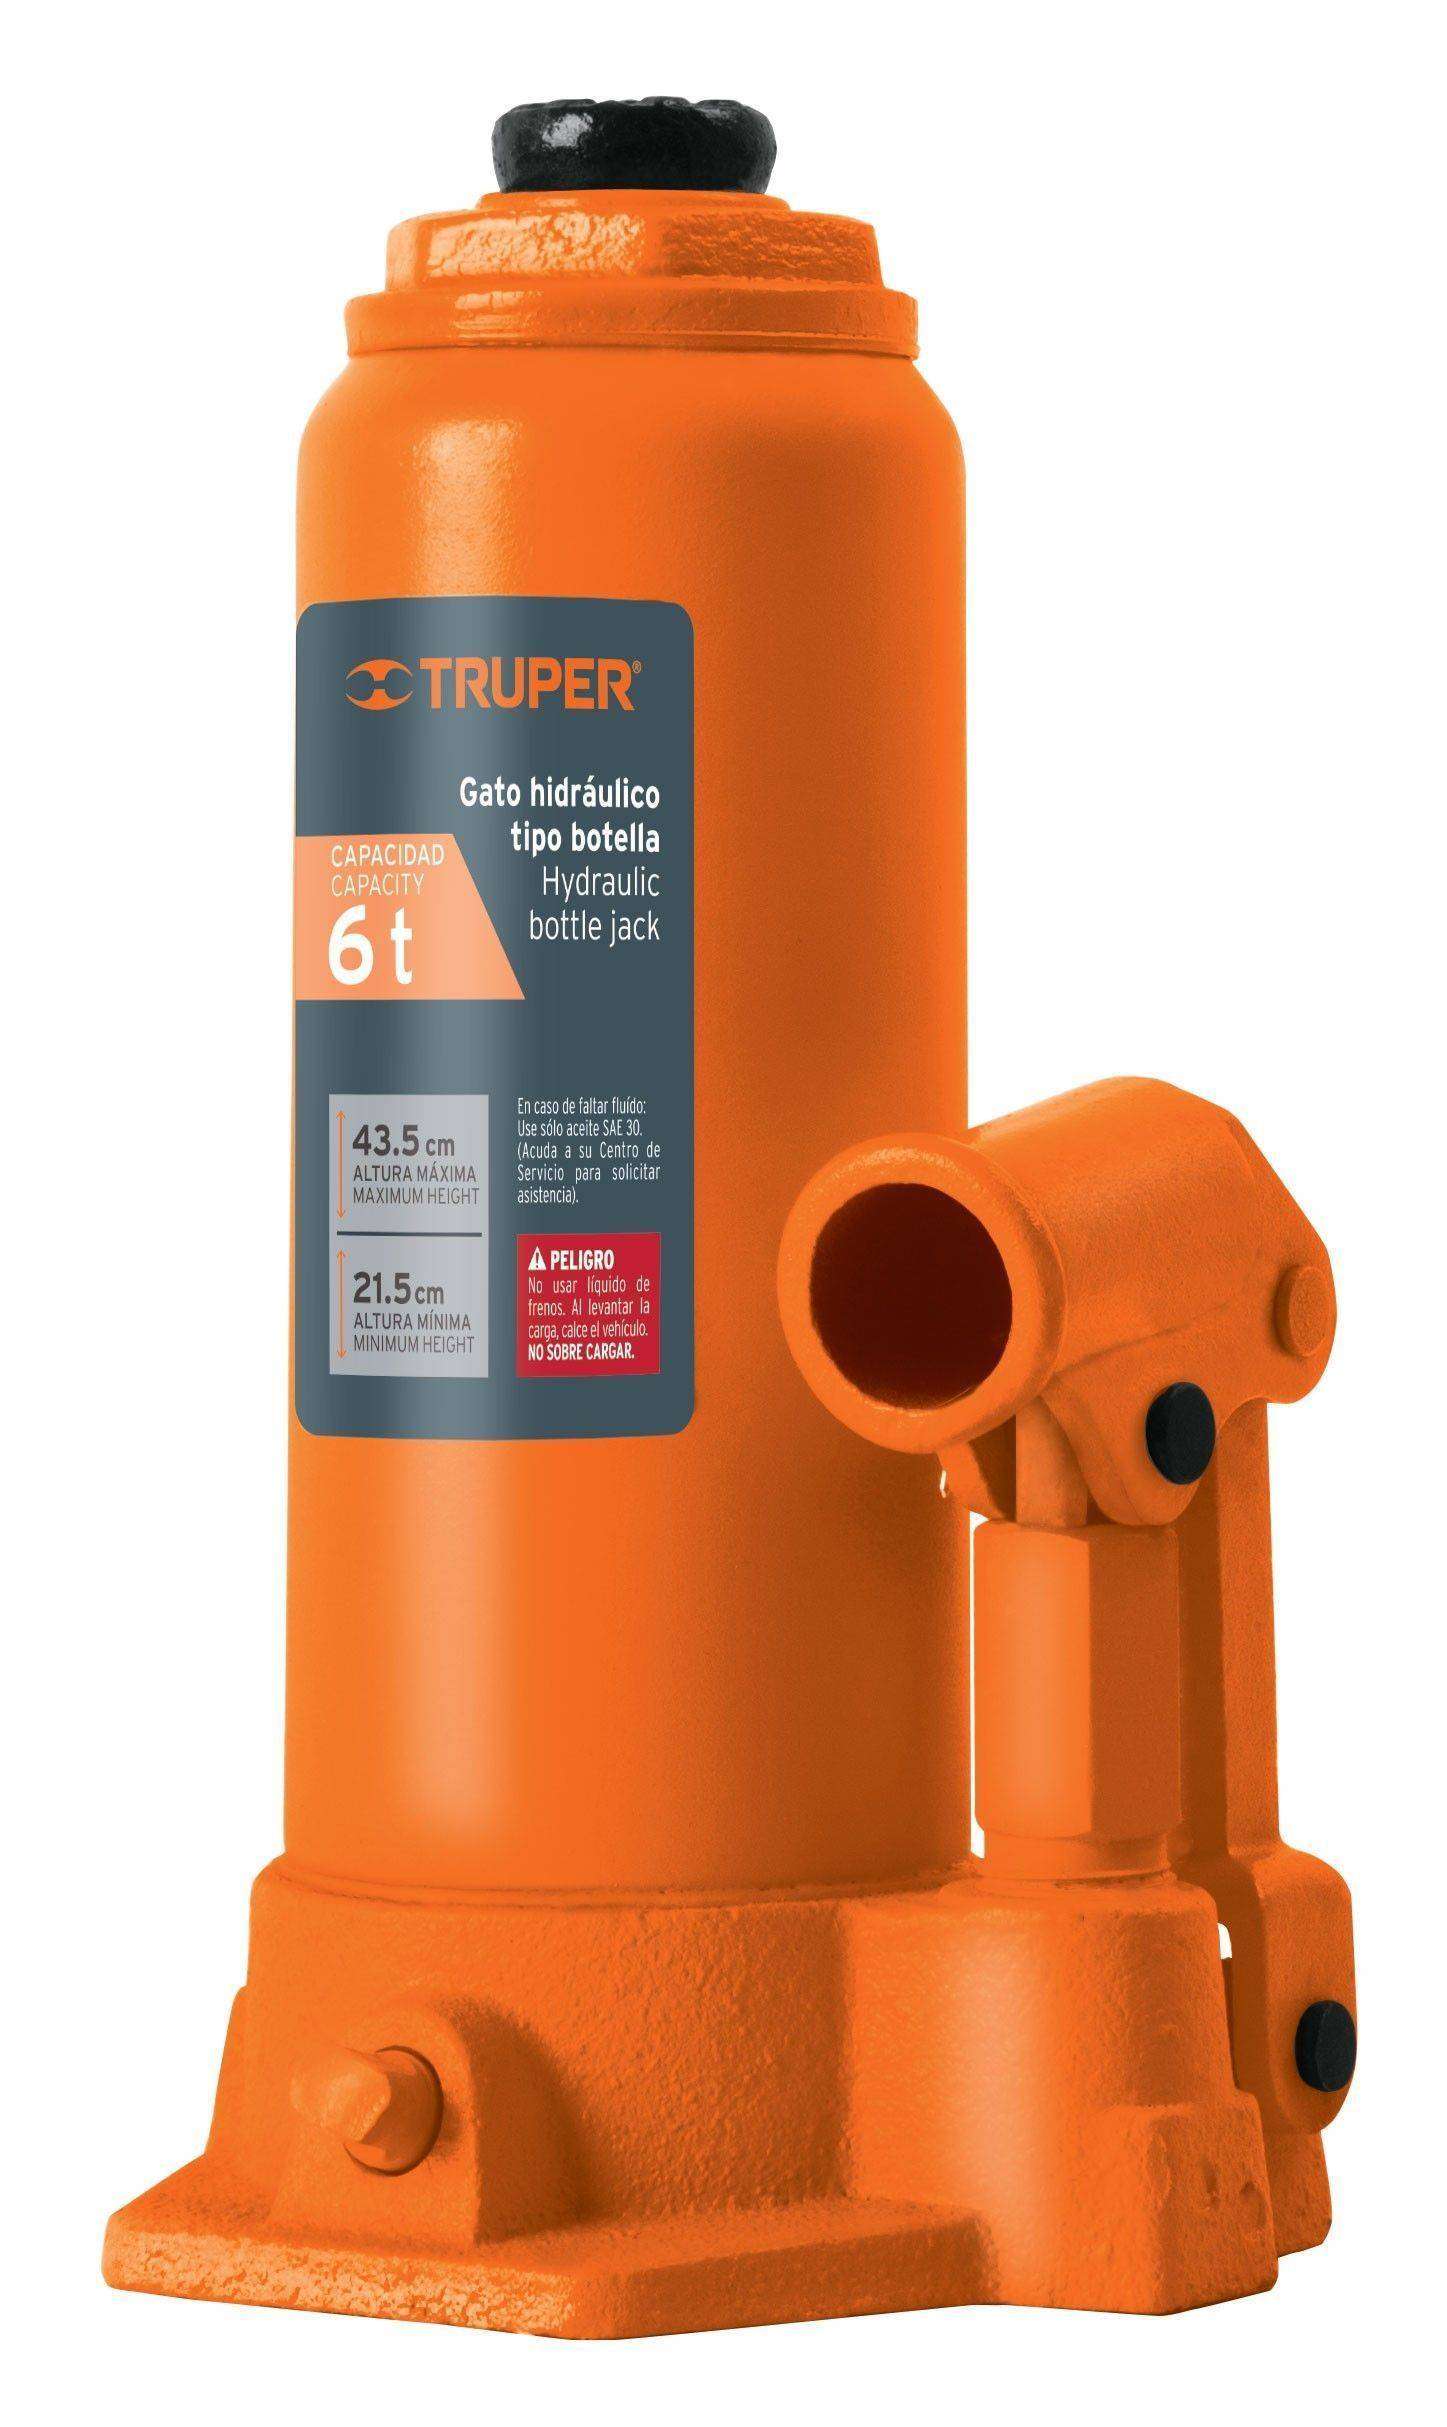 TRUPER®
Gato hidráulico
tipo botella
Hydraulic
bottle jack
CAPACIDAD
CAPACITY
6 t
43.5 cm
ALTURA MÁXIMA
MAXIMUM HEIGHT
21.5 cm
ALTURA MÍNIMA
MINIMUM HEIGHT
En caso de faltar fluído:
Use sólo aceite SAE 30.
(Acuda a su Centro de
Servicio para solicitar
asistencia).
PELIGRO
No usar líquido de
frenos. Al levantar la
carga, calce el vehículo.
NO SOBRE CARGAR.